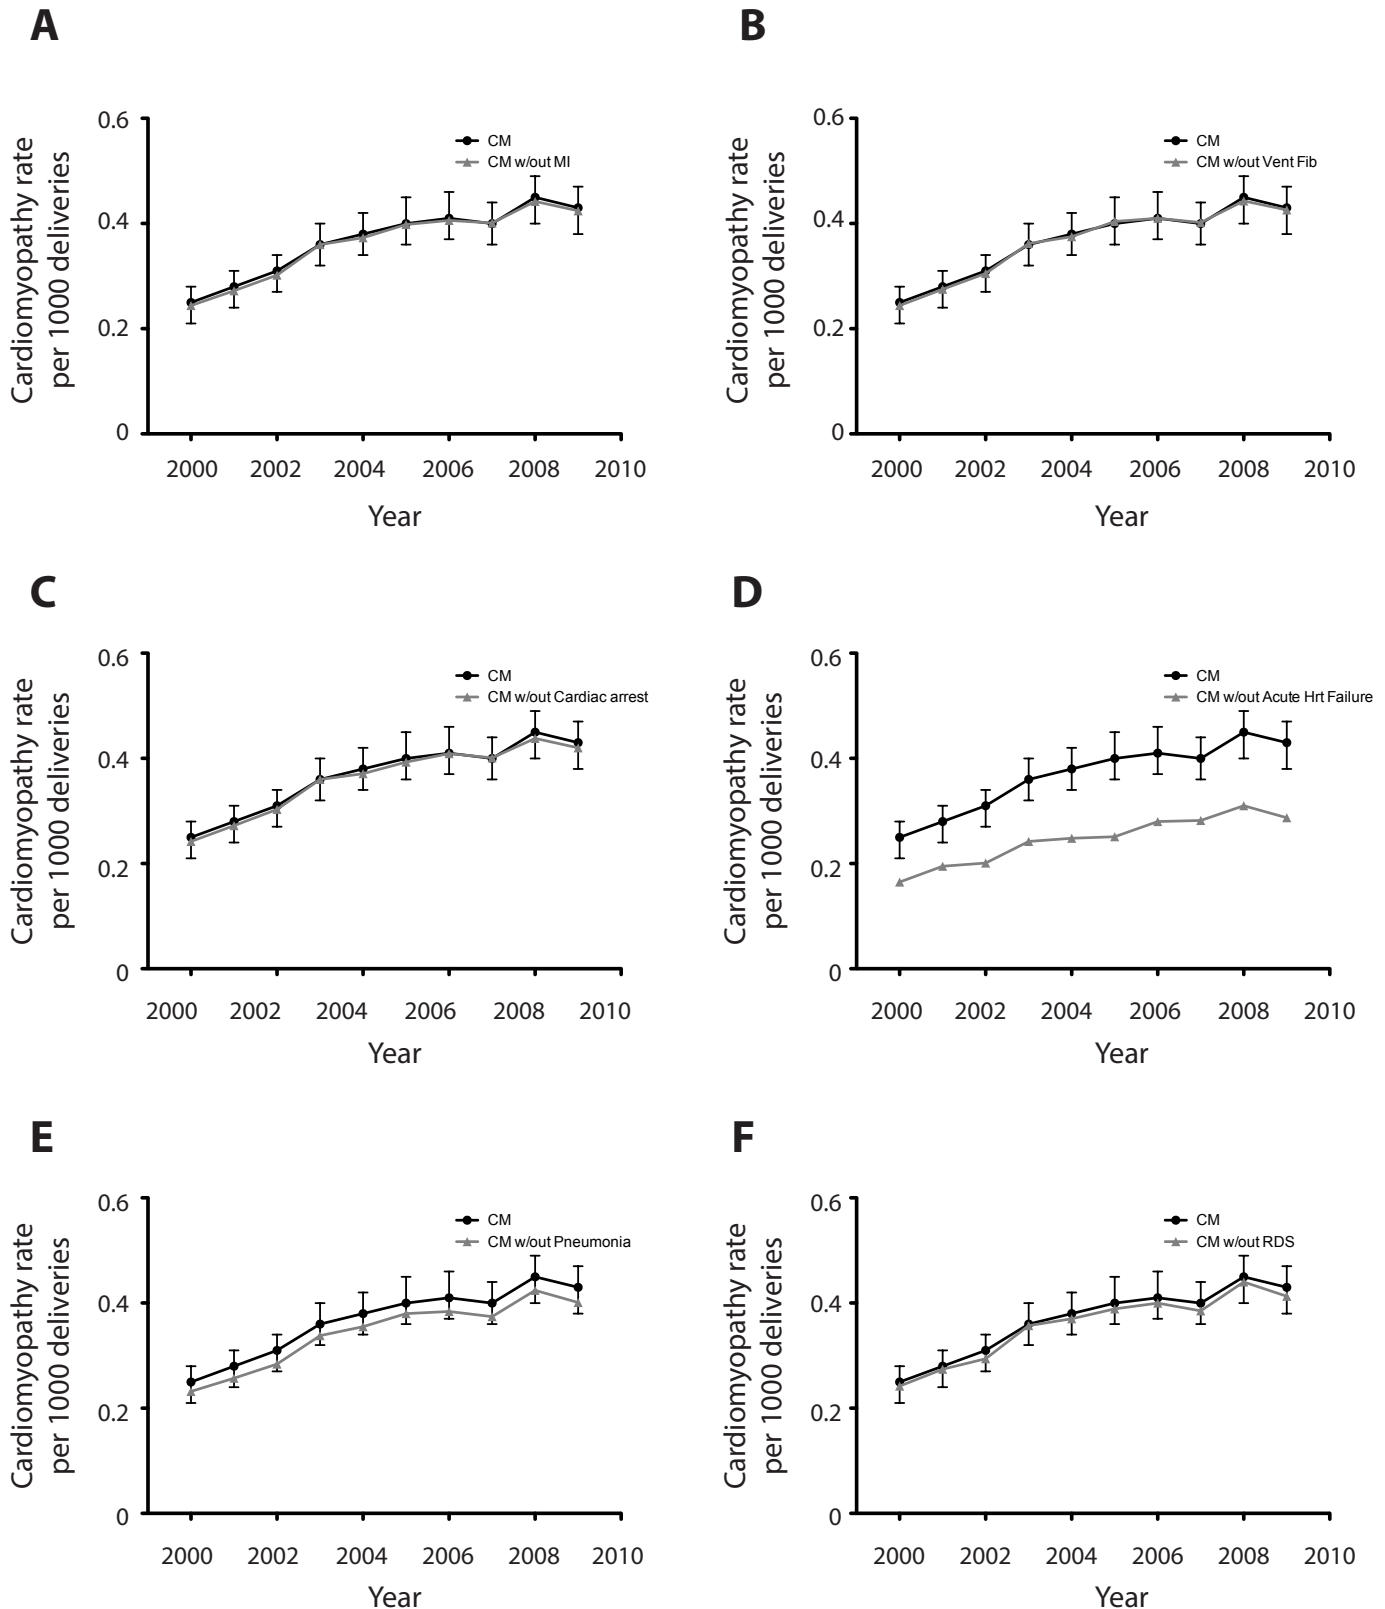 A
Cardiomyopathy rate
per 1000 deliveries
0.6
0.4
0.2
0
CM
CM w/out MI
2000 2002 2004 2006 2008 2010
Year
B
Cardiomyopathy rate
per 1000 deliveries
0.6
0.4
0.2
0
CM
CM w/out Vent Fib
2000 2002 2004 2006 2008 2010
Year
C
Cardiomyopathy rate
per 1000 deliveries
0.6
0.4
0.2
0
CM
CM w/out Cardiac arrest
2000 2002 2004 2006 2008 2010
Year
D
Cardiomyopathy rate
per 1000 deliveries
0.6
0.4
0.2
0
CM
CM w/out Acute Hrt Failure
2000 2002 2004 2006 2008 2010
Year
E
Cardiomyopathy rate
per 1000 deliveries
0.6
0.4
0.2
0
CM
CM w/out Pneumonia
2000 2002 2004 2006 2008 2010
Year
F
Cardiomyopathy rate
per 1000 deliveries
0.6
0.4
0.2
0
CM
CM w/out RDS
2000 2002 2004 2006 2008 2010
Year